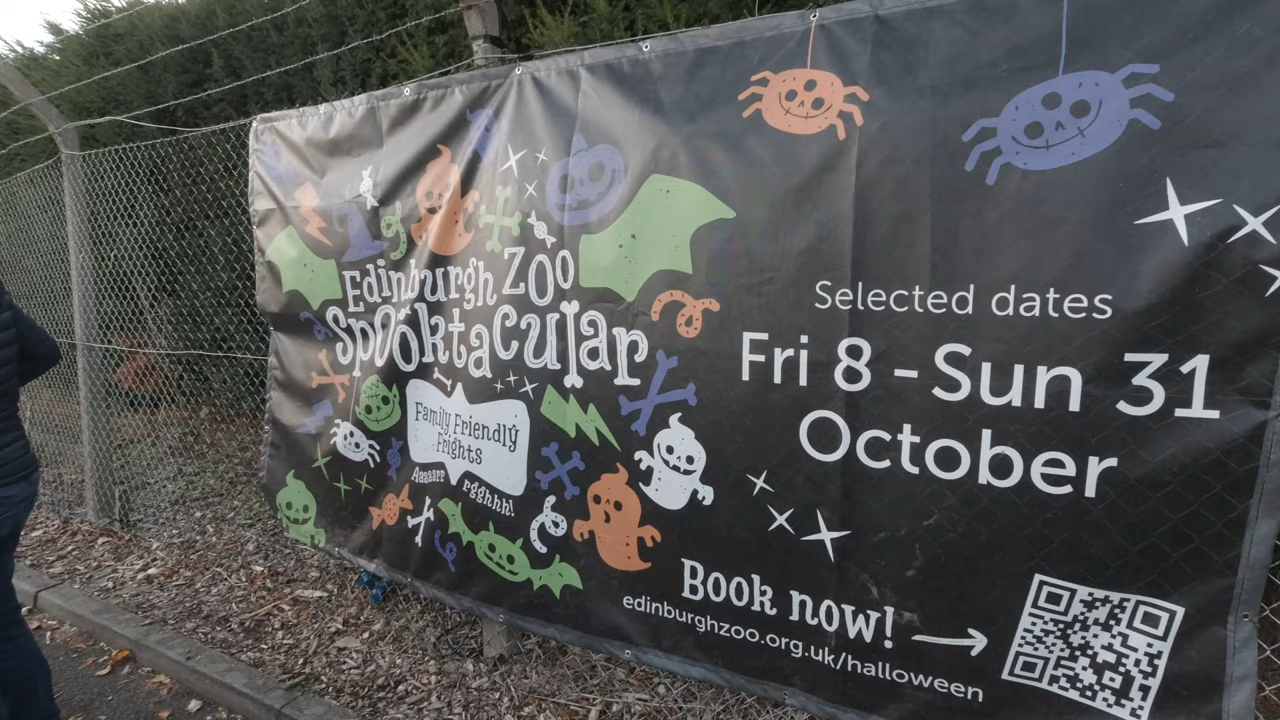 Edinburgh Zoo
Spooktacular
Family Friendly
Frights
Aaaaarr
rgghhh!
Selected dates
Fri 8 - Sun 31
October
Book now!
edinburghzoo.org.uk/halloween